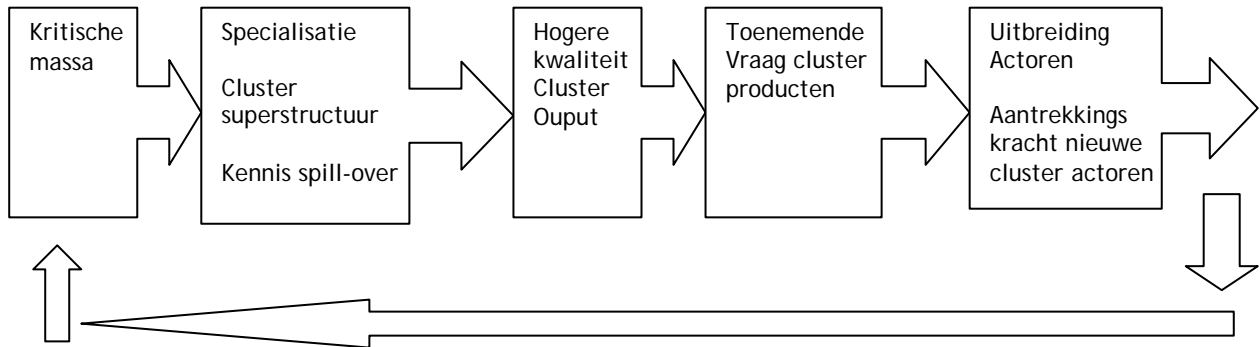 Kritische
massa
Specialisatie
Cluster
superstructuur
Kennis spill-over
Hogere
kwaliteit
Cluster
Ouput
Toenemende
Vraag cluster
producten
Uitbreiding
Actoren
Aantrekkings
kracht nieuwe
cluster actoren